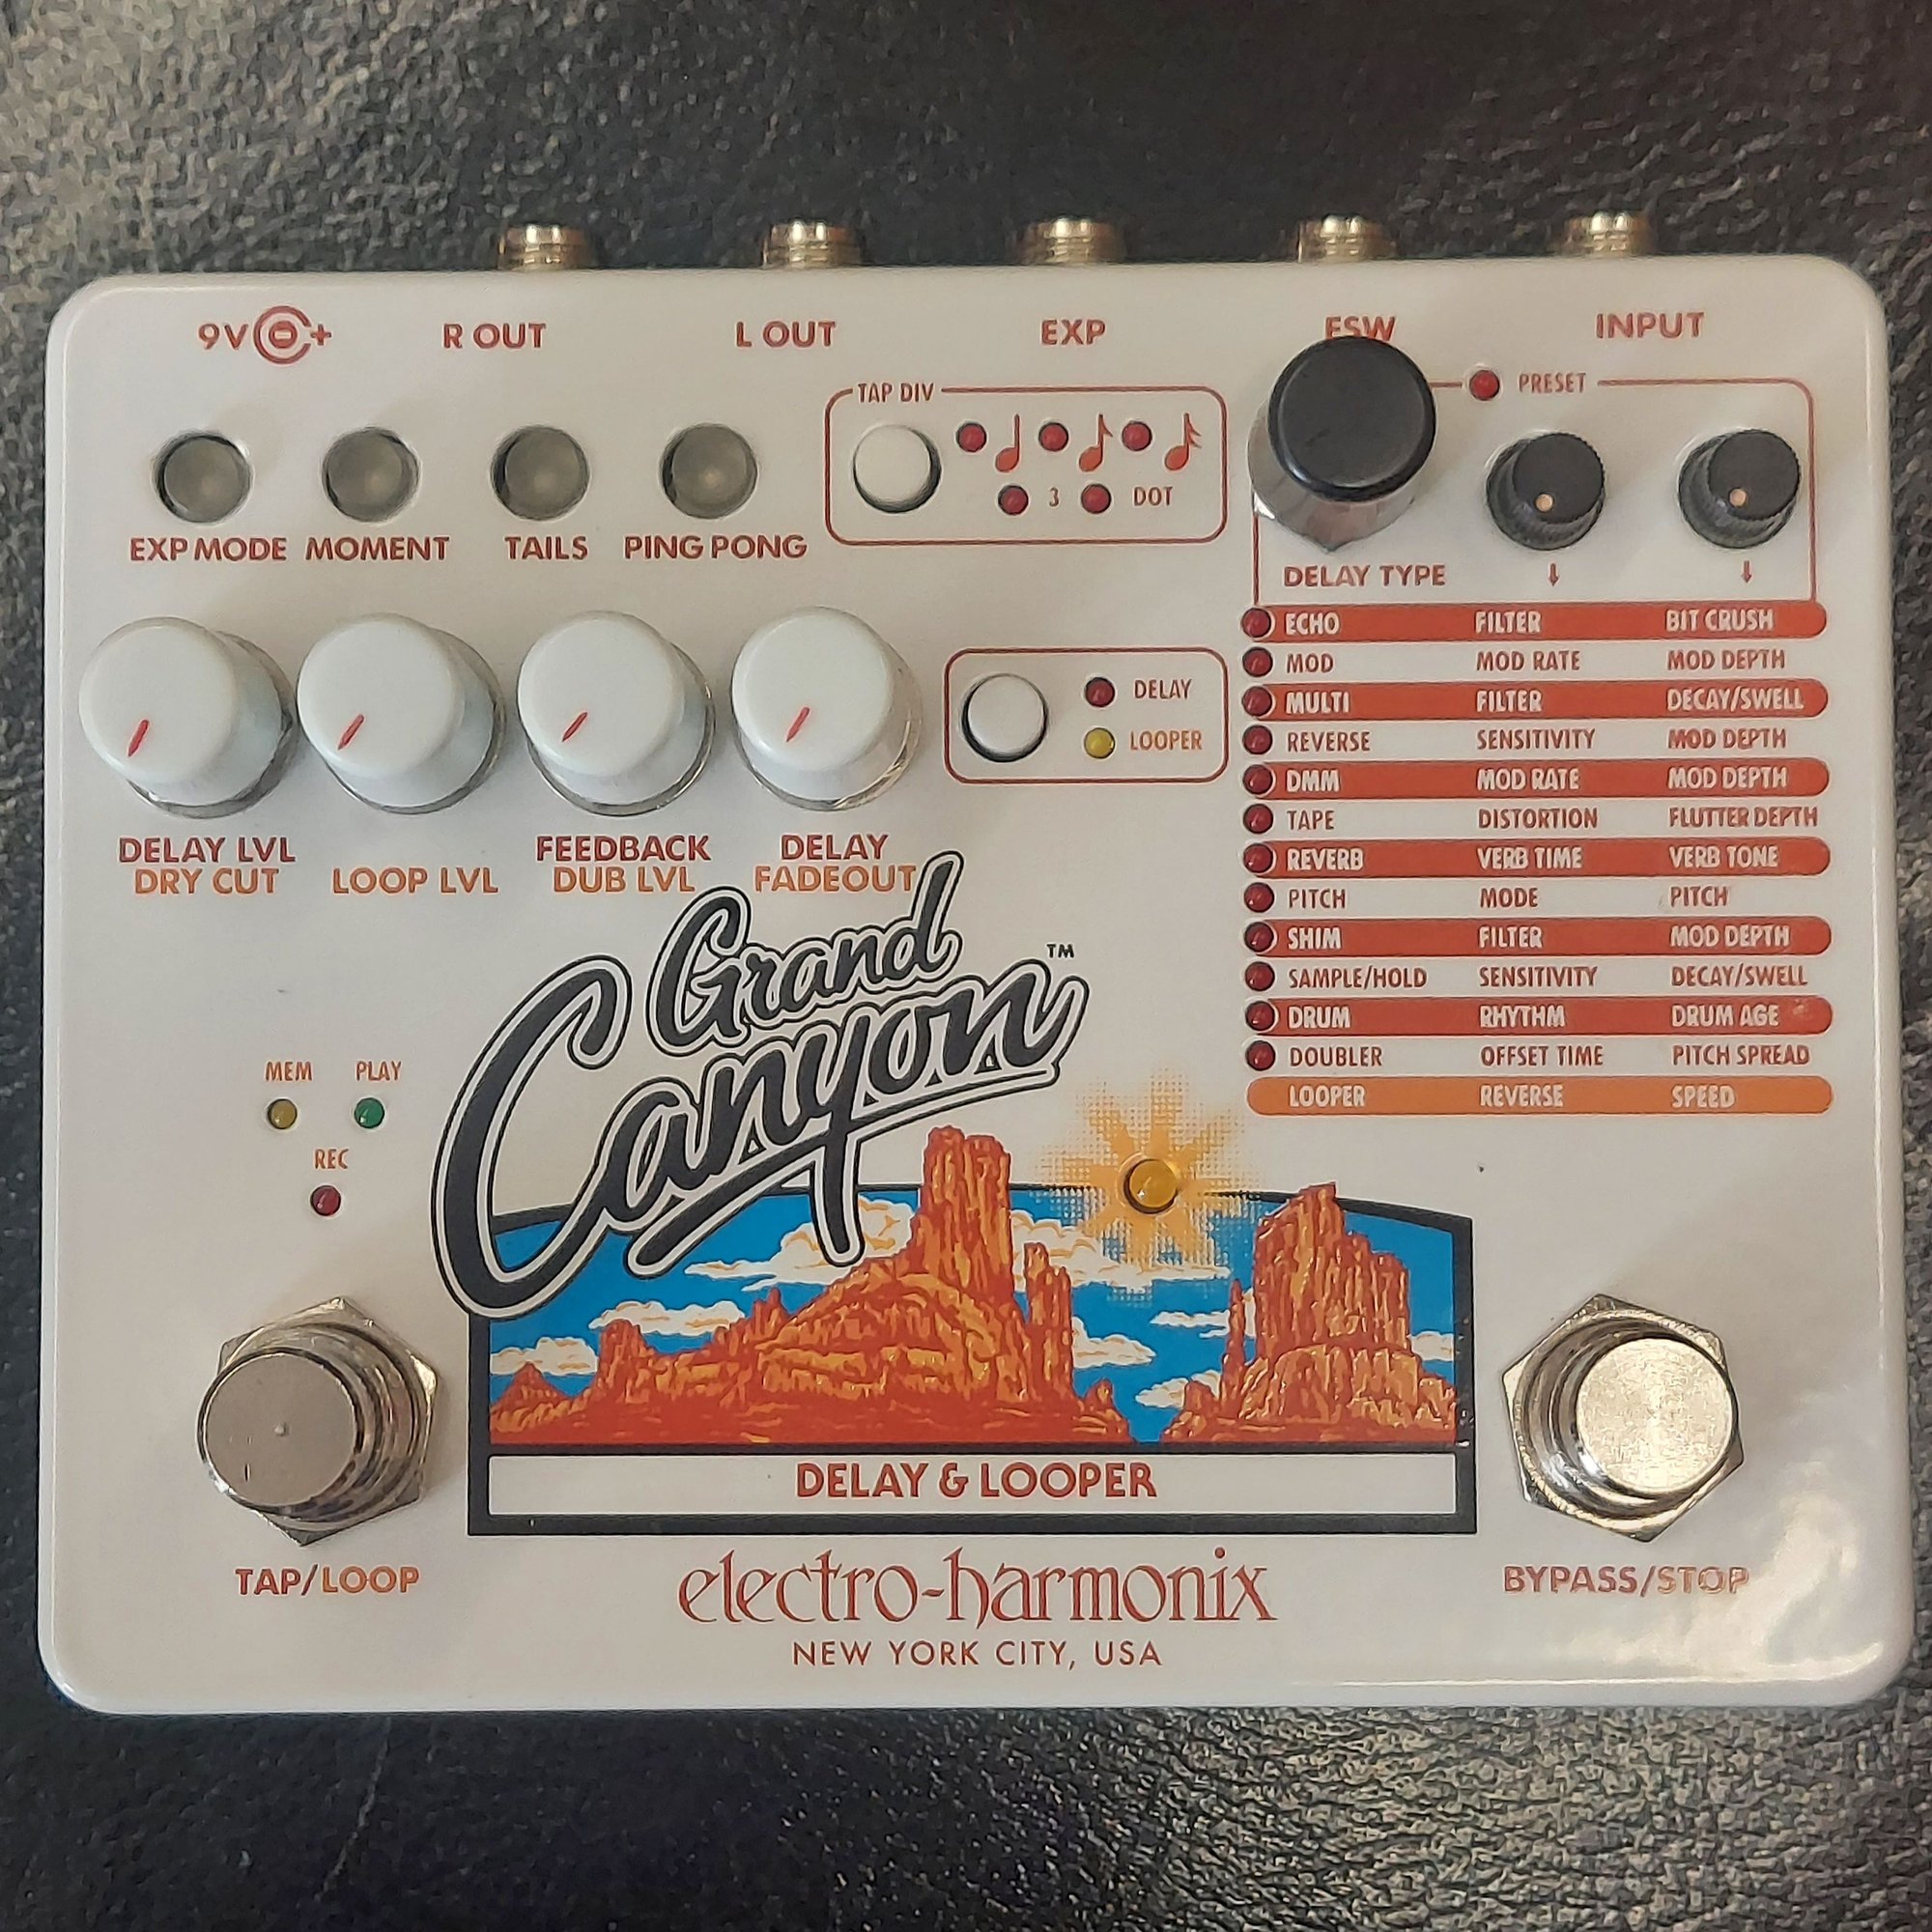 9V - +
R OUT
L OUT
EXP
FSW
INPUT
TAP DIV
PRESET
3
DOT
EXP MODE
MOMENT
TAILS
PING PONG
DELAY TYPE
DELAY
LOOPER
DELAY LVL
DRY CUT
LOOP LVL
FEEDBACK
DUB LVL
DELAY
FADEOUT
ECHO FILTER BIT CRUSH
MOD MOD RATE MOD DEPTH
MULTI FILTER DECAY/SWELL
REVERSE SENSITIVITY MOD DEPTH
DMM MOD RATE MOD DEPTH
TAPE DISTORTION FLUTTER DEPTH
REVERB VERB TIME VERB TONE
PITCH MODE PITCH
SHIM FILTER MOD DEPTH
SAMPLE/HOLD SENSITIVITY DECAY/SWELL
DRUM RHYTHM DRUM AGE
DOUBLER OFFSET TIME PITCH SPREAD
LOOPER REVERSE SPEED
Grand
Canyon™
MEM
PLAY
REC
DELAY & LOOPER
TAP/LOOP
BYPASS/STOP
electro-harmonix
NEW YORK CITY, USA